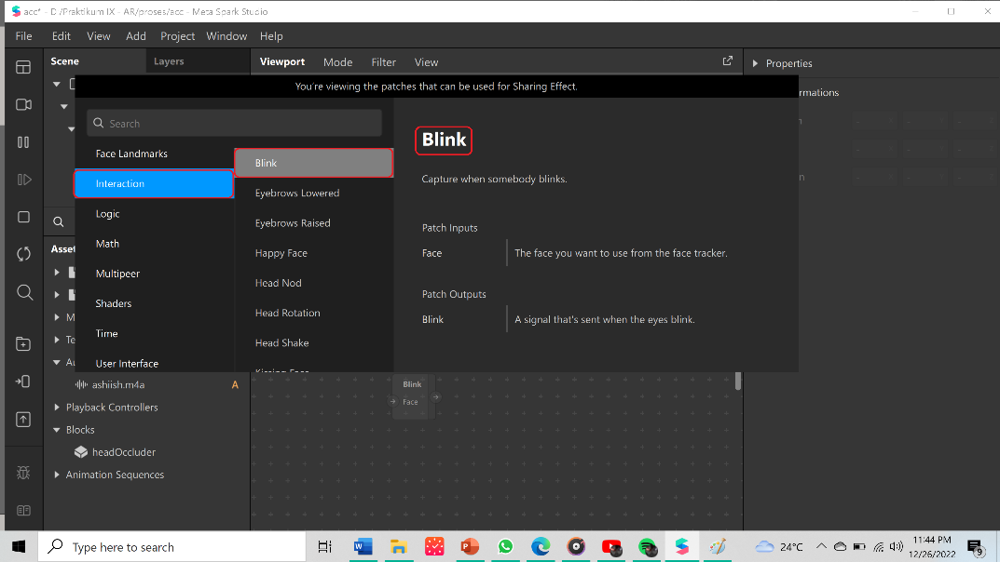 acc* - D:/Praktikum IX - AR/proses/acc - Meta Spark Studio
File Edit View Add Project Window Help
Scene Layers
Viewport Mode Filter View
Properties
You're viewing the patches that can be used for Sharing Effect.
rmations
Search
Face Landmarks
Interaction
Logic
Math
Multipeer
Shaders
Time
User Interface
Blink
Eyebrows Lowered
Eyebrows Raised
Happy Face
Head Nod
Head Rotation
Head Shake
Kissing Face
Blink
Capture when somebody blinks.
Patch Inputs
Face The face you want to use from the face tracker.
Patch Outputs
Blink A signal that's sent when the eyes blink.
Asset
M
Te
Au
ashiish.m4a A
Playback Controllers
Blocks
headOccluder
Animation Sequences
Blink
Face
Type here to search
24°C
11:44 PM
12/26/2022
9